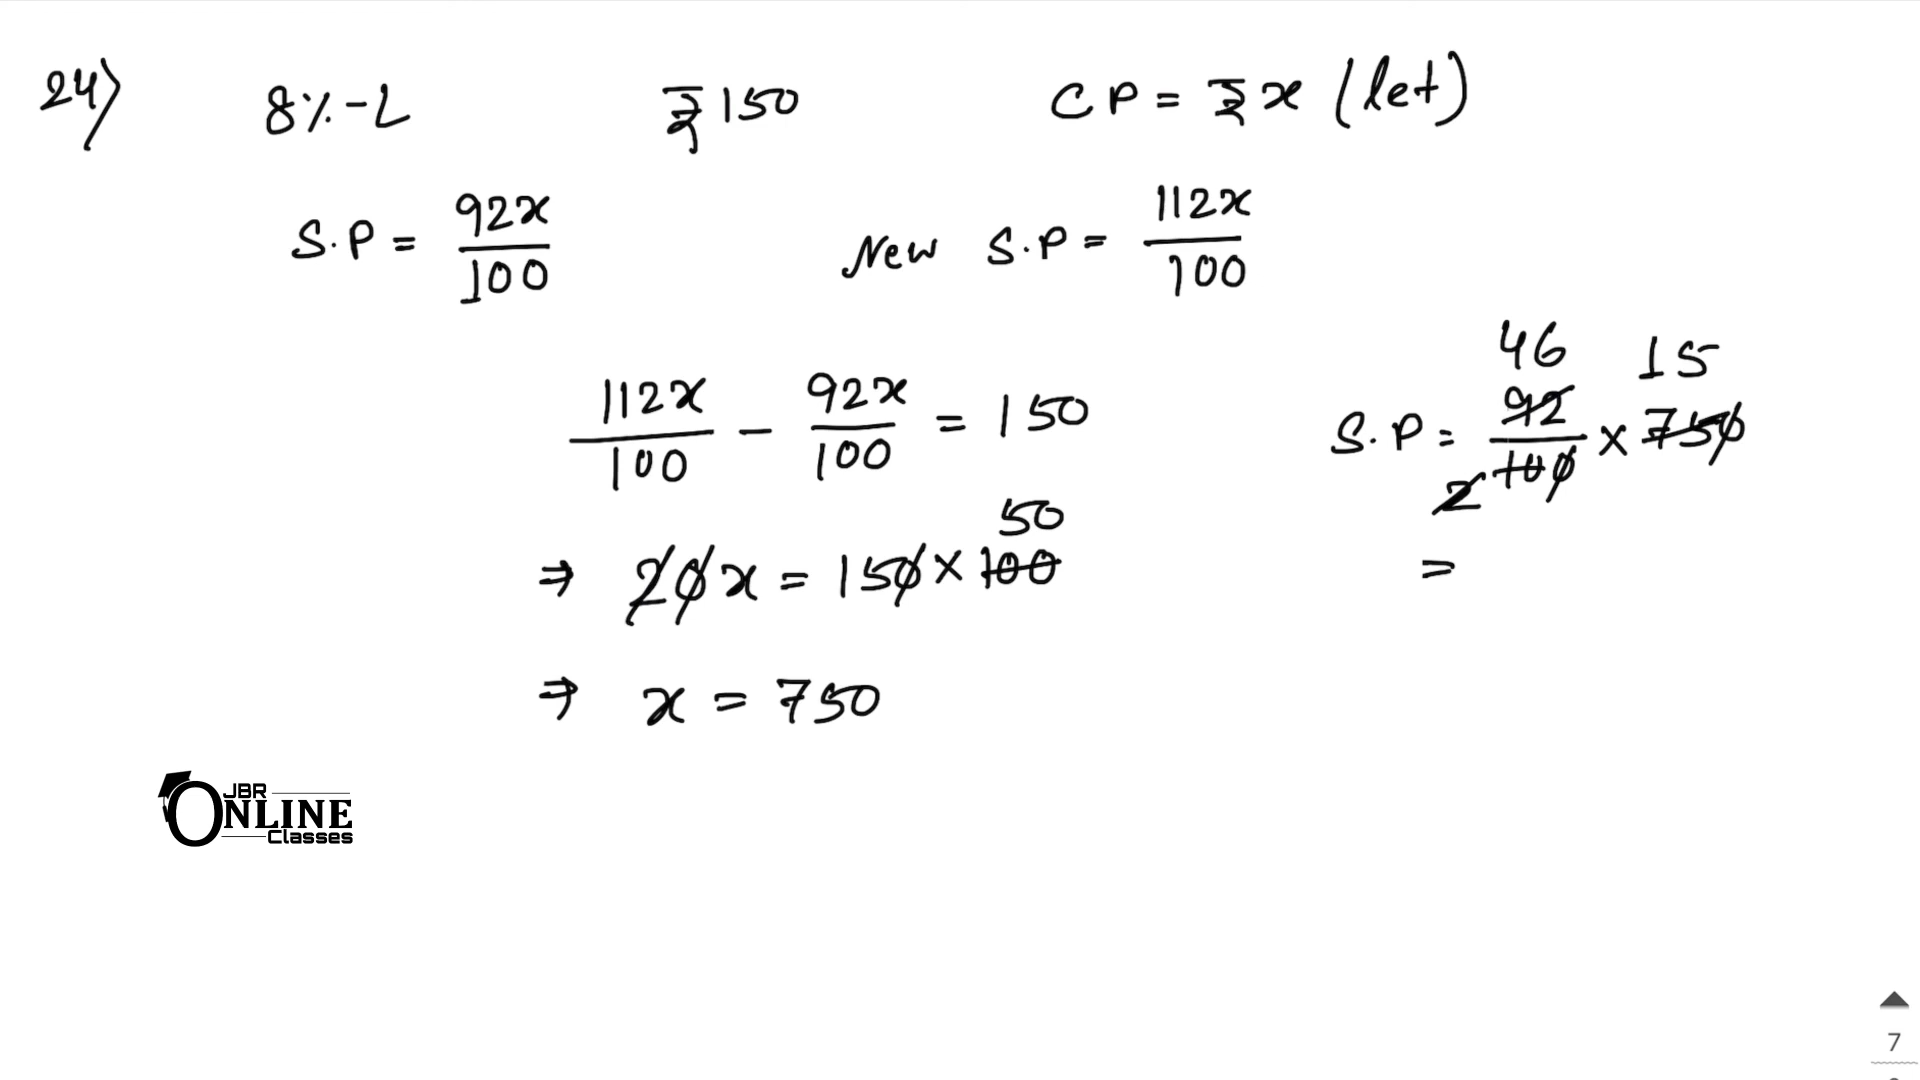 24) 8%-L ₹150 CP = ₹x (let)
S.P = 92x/100 New S.P = 112x/100
112x/100 - 92x/100 = 150
⇒ 20x = 150 × 100 50
⇒ x = 750
46 15
S.P = 92/100 × 750
2
=
JBR
ONLINE
Classes
7